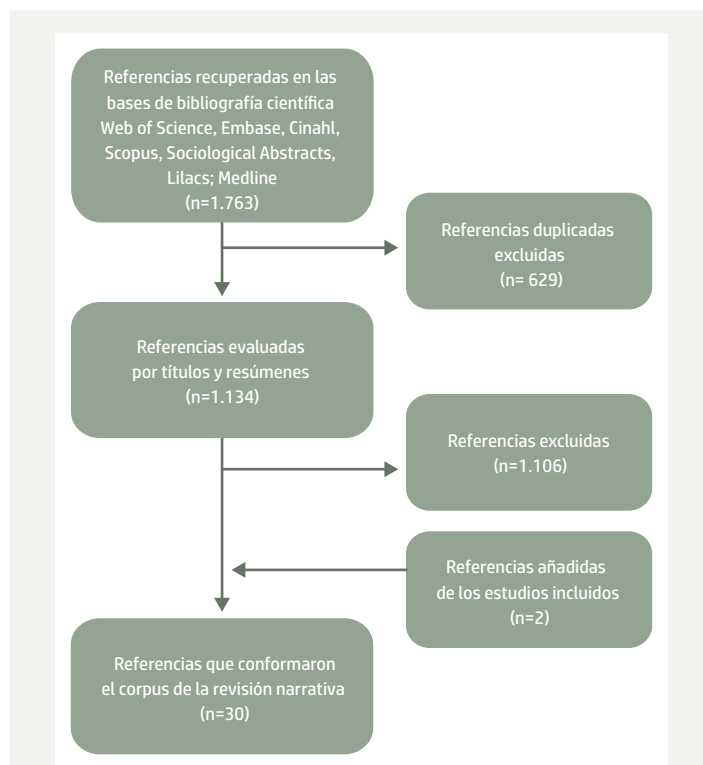 Referencias recuperadas en las
bases de bibliografía científica
Web of Science, Embase, Cinahl,
Scopus, Sociological Abstracts,
Lilacs; Medline
(n=1.763)
Referencias duplicadas
excluidas
(n= 629)
Referencias evaluadas
por títulos y resúmenes
(n=1.134)
Referencias excluidas
(n=1.106)
Referencias añadidas
de los estudios incluidos
(n=2)
Referencias que conformaron
el corpus de la revisión narrativa
(n=30)